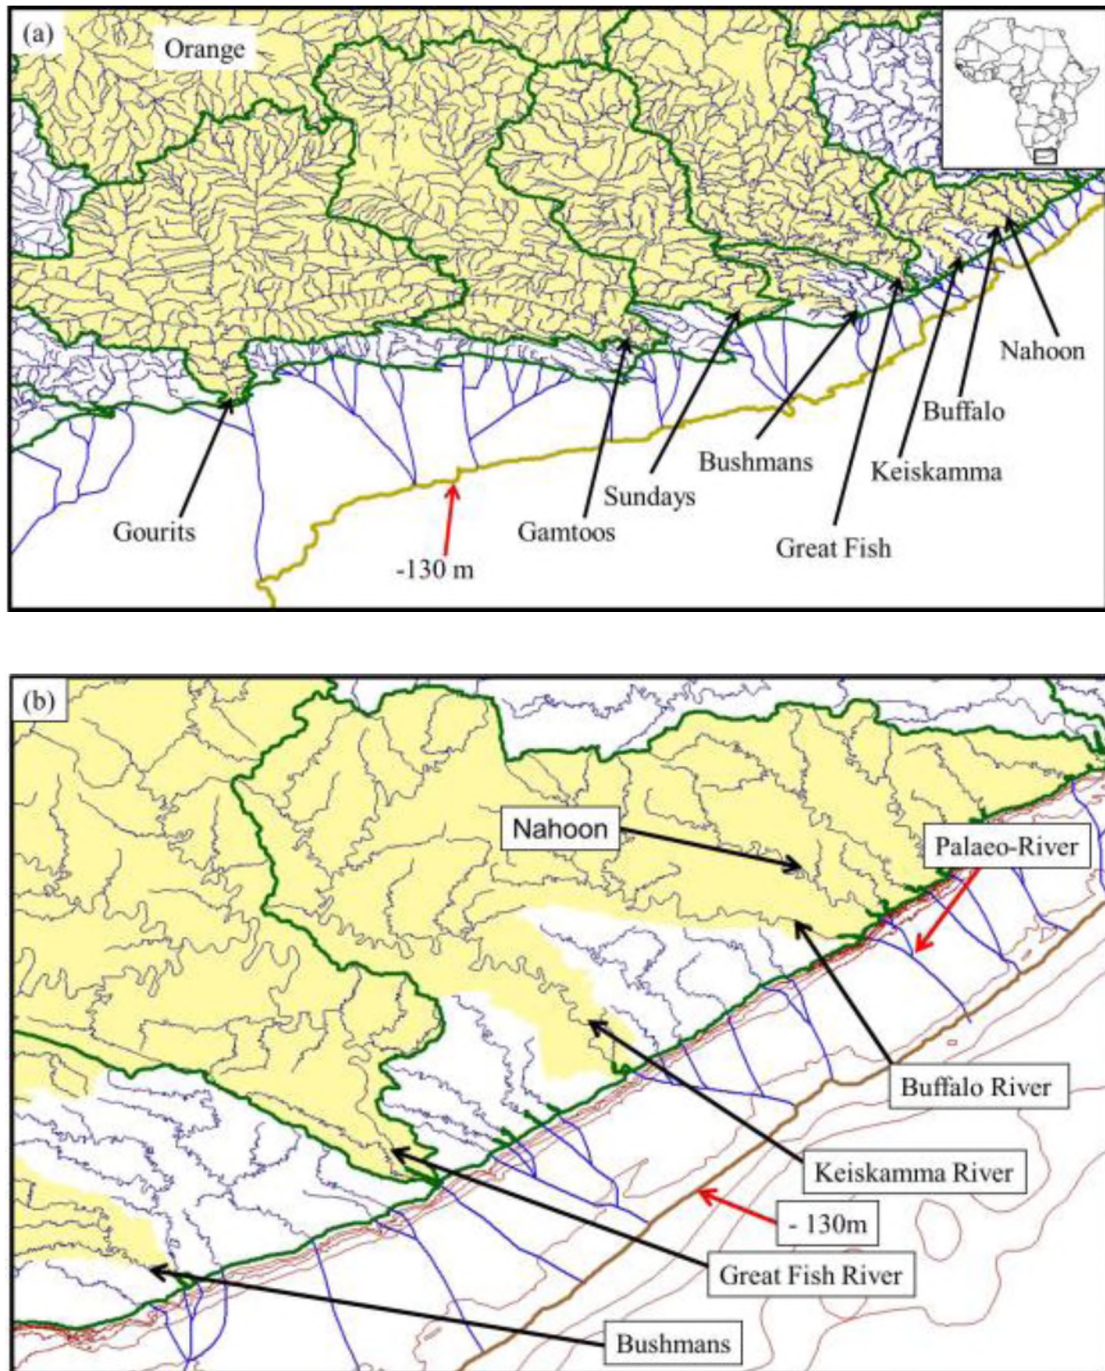 (a)
Orange
Nahoon
Buffalo
Keiskamma
Bushmans
Sundays
Great Fish
Gamtoos
Gourits
-130 m
(b)
Nahoon
Palaeo-River
Buffalo River
Keiskamma River
- 130m
Great Fish River
Bushmans